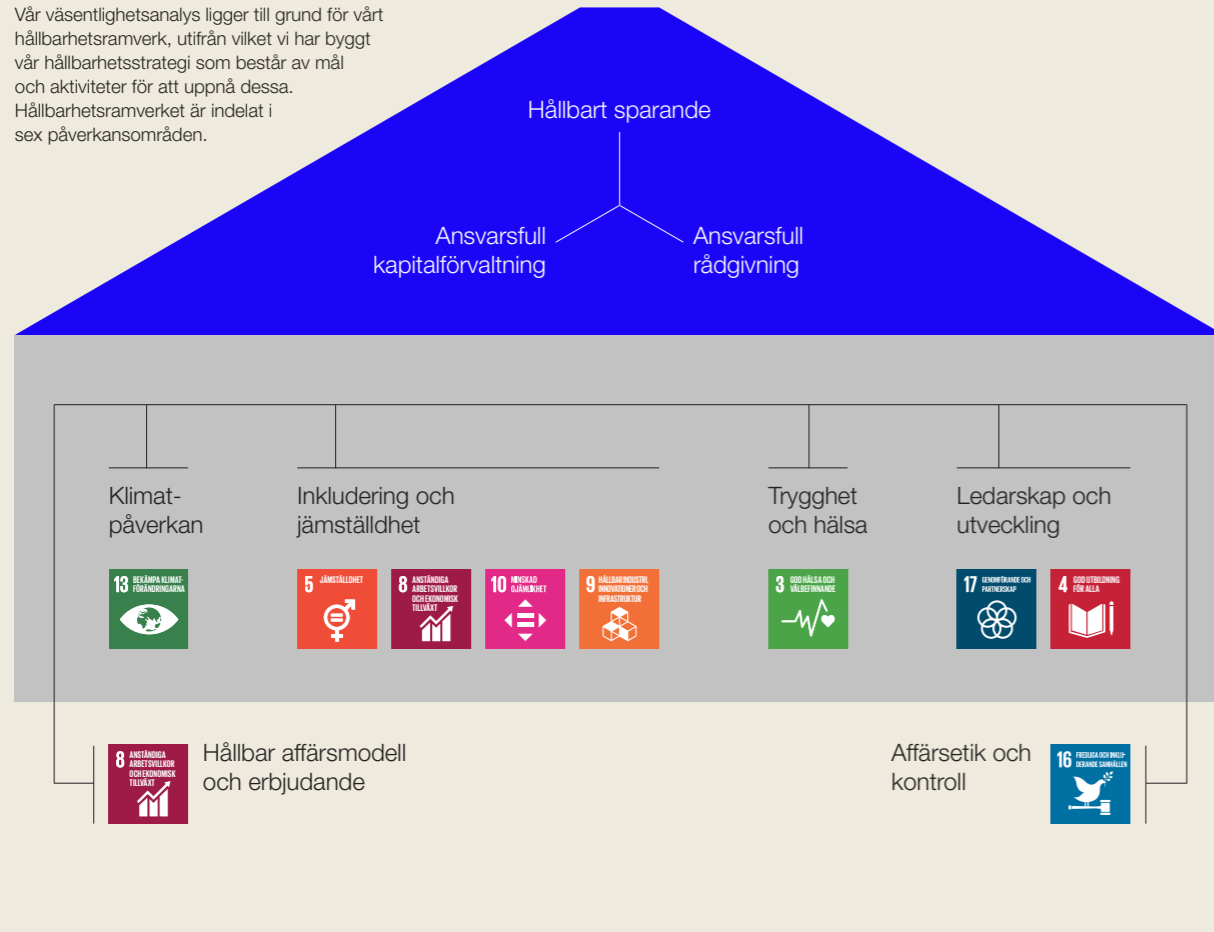 Vår väsentlighetsanalys ligger till grund för vårt
hållbarhetsramverk, utifrån vilket vi har byggt
vår hållbarhetsstrategi som består av mål
och aktiviteter för att uppnå dessa.
Hållbarhetsramverket är indelat i
sex påverkansområden.
Hållbart sparande
Ansvarsfull
kapitalförvaltning
Ansvarsfull
rådgivning
Klimat-
påverkan
13 BEKÄMPA KLIMAT-
FÖRÄNDRINGARNA
Inkludering och
jämställdhet
5 JÄMSTÄLLDHET
8 ANSTÄNDIGA
ARBETSVILLKOR
OCH EKONOMISK
TILLVÄXT
10 MINSKAD
OJÄMLIKHET
9 HÅLLBAR INDUSTRI,
INNOVATIONER OCH
INFRASTRUKTUR
Trygghet
och hälsa
3 GOD HÄLSA OCH
VÄLBEFINNANDE
Ledarskap och
utveckling
17 GENOMFÖRANDE OCH
PARTNERSKAP
4 GOD UTBILDNING
FÖR ALLA
8 ANSTÄNDIGA
ARBETSVILLKOR
OCH EKONOMISK
TILLVÄXT
Hållbar affärsmodell
och erbjudande
Affärsetik och
kontroll
16 FREDLIGA OCH INKLU-
DERANDE SAMHÄLLEN